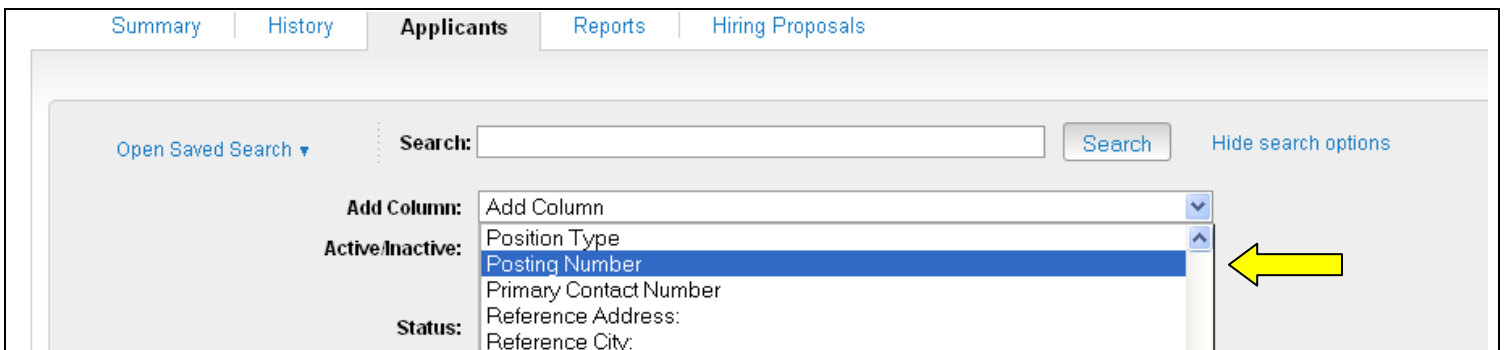 Summary History Applicants Reports Hiring Proposals
Open Saved Search ▼ Search: Search Hide search options
Add Column: Add Column
Active/Inactive: Position Type
Posting Number
Primary Contact Number
Status: Reference Address:
Reference City: